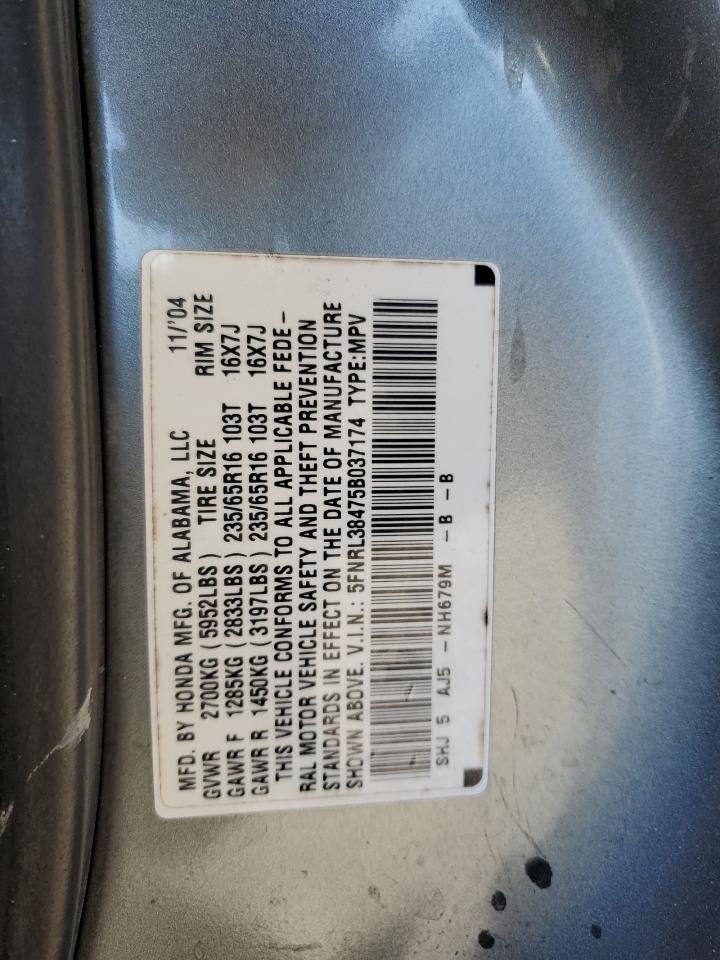 MFD. BY HONDA MFG. OF ALABAMA, LLC 11/'04
GVWR 2700KG ( 5952LBS ) TIRE SIZE RIM SIZE
GAWR F 1285KG ( 2833LBS ) 235/65R16 103T 16X7J
GAWR R 1450KG ( 3197LBS ) 235/65R16 103T 16X7J
THIS VEHICLE CONFORMS TO ALL APPLICABLE FEDE-
RAL MOTOR VEHICLE SAFETY AND THEFT PREVENTION
STANDARDS IN EFFECT ON THE DATE OF MANUFACTURE
SHOWN ABOVE. V.I.N.: 5FNRL38475B037174 TYPE:MPV
SHJ 5 AJ5 - NH679M - B - B